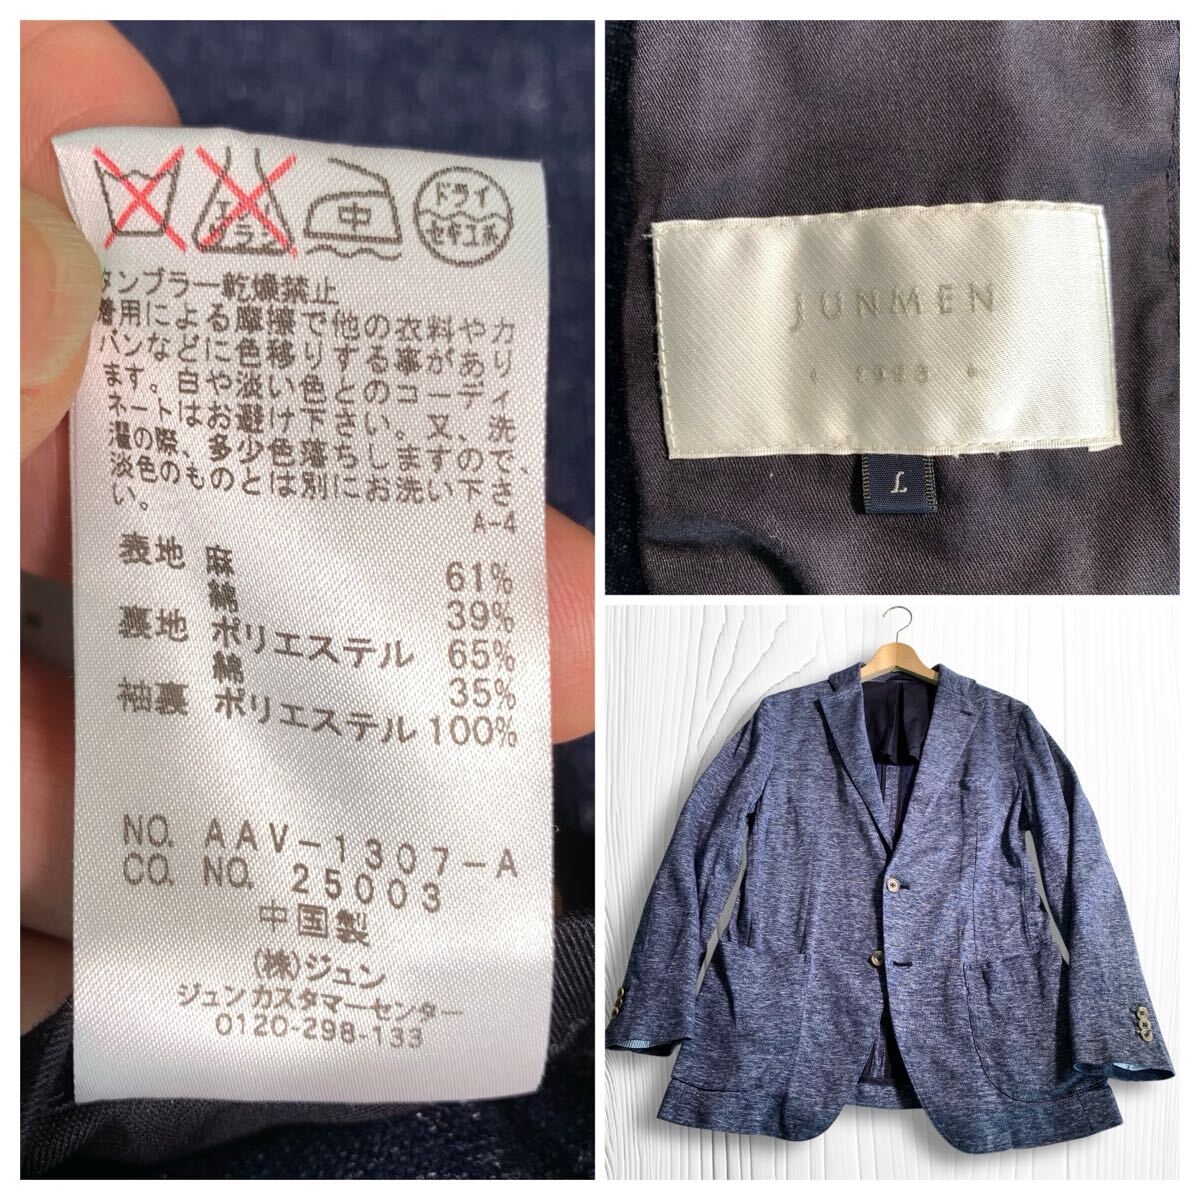 エンソ
サラシ
中
ドライ
セキユ系
タンブラー乾燥禁止
着用による摩擦で他の衣料やカ
バンなどに色移りする事があり
ます。白や淡い色とのコーディ
ネートはお避け下さい。又、洗
濯の際、多少色落ちしますので、
淡色のものとは別にお洗い下さ
い。
A-4
表地 麻 61%
綿 39%
裏地 ポリエステル 65%
綿 35%
袖裏 ポリエステル 100%
NO. AAV-1307-A
CO. NO. 25003
中国製
(株)ジュン
ジュンカスタマーセンター
0120-298-133
JUNMEN
L